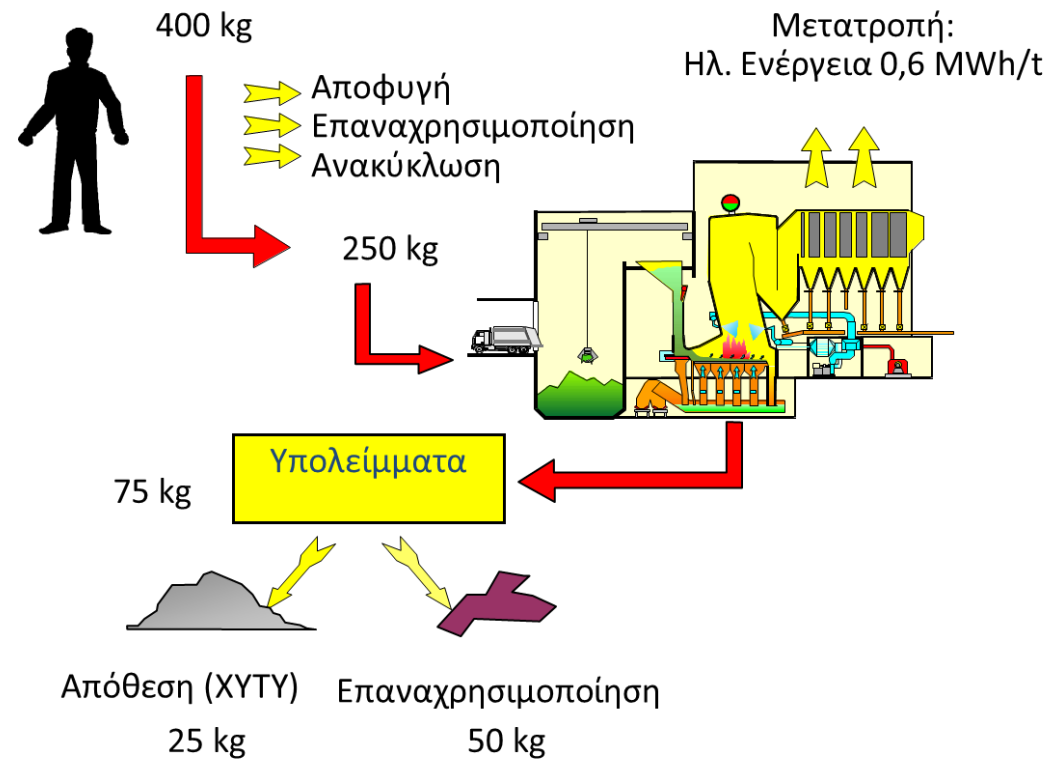 400 kg
Μετατροπή:
Ηλ. Ενέργεια 0,6 MWh/t
Αποφυγή
Επαναχρησιμοποίηση
Ανακύκλωση
250 kg
Υπολείμματα
75 kg
Απόθεση (ΧΥΤΥ)
25 kg
Επαναχρησιμοποίηση
50 kg